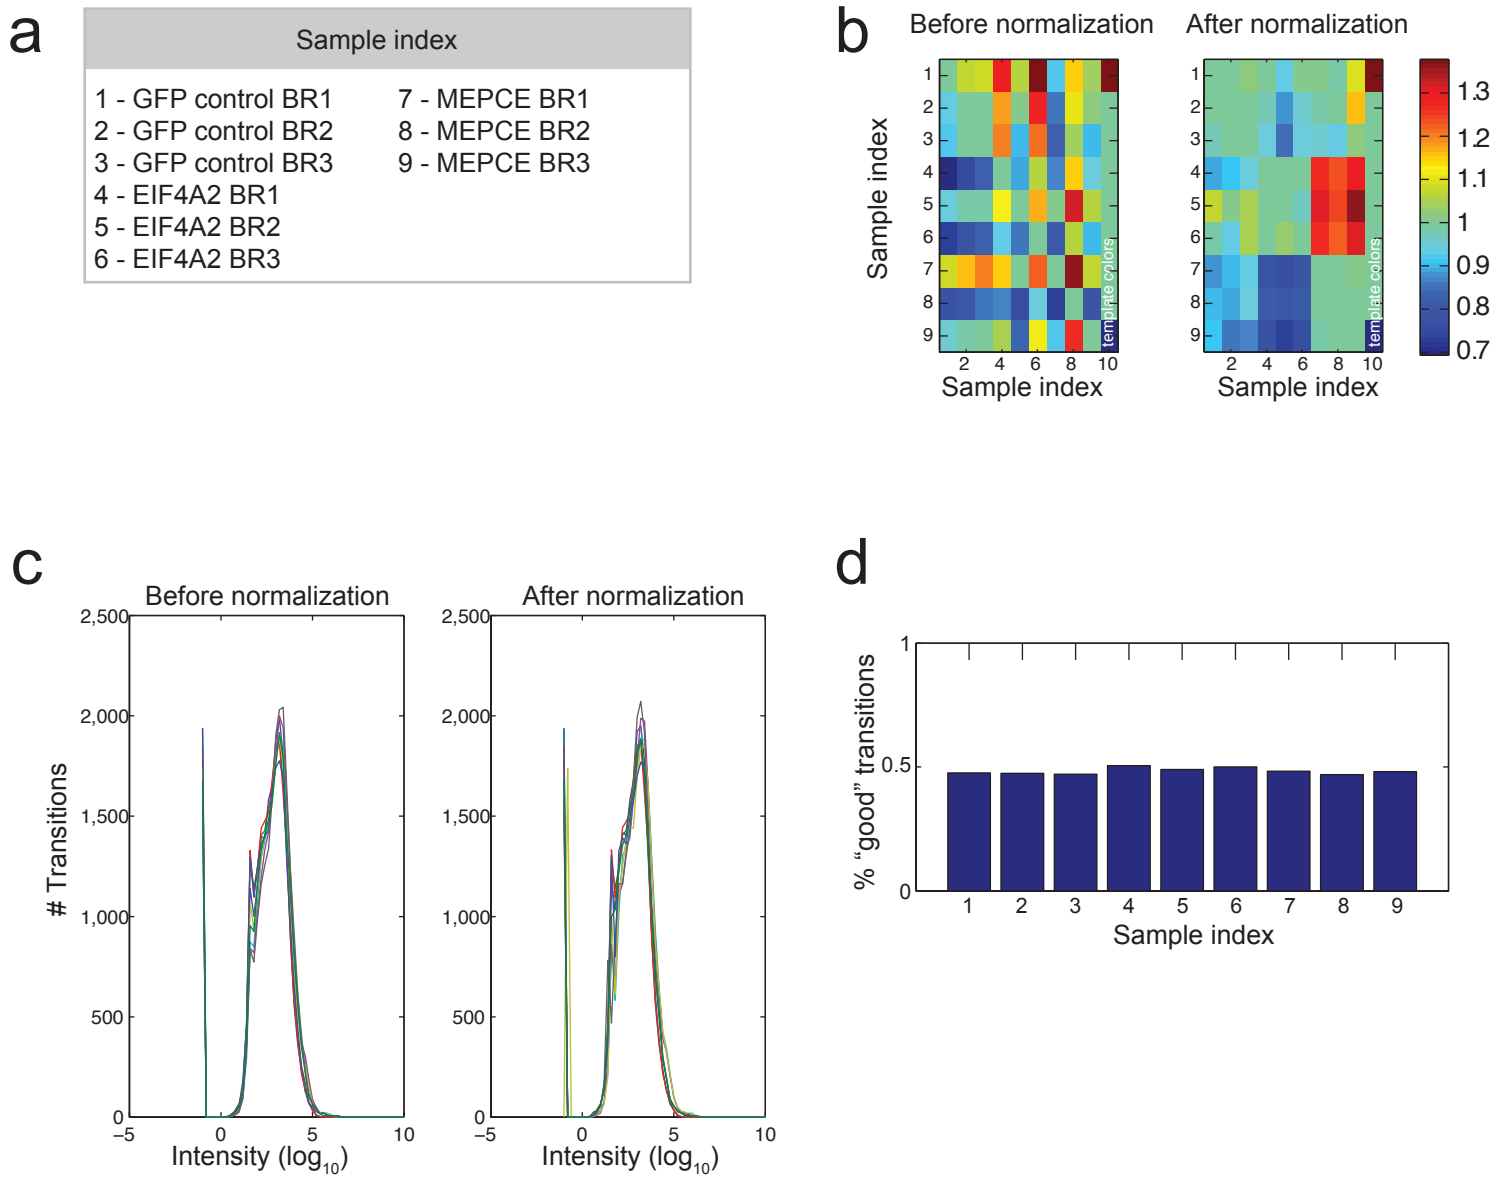 a
Sample index
1 - GFP control BR1
2 - GFP control BR2
3 - GFP control BR3
4 - EIF4A2 BR1
5 - EIF4A2 BR2
6 - EIF4A2 BR3
7 - MEPCE BR1
8 - MEPCE BR2
9 - MEPCE BR3
b
Before normalization
After normalization
Sample index
1
2
3
4
5
6
7
8
9
2 4 6 8 10
Sample index
template colors
1
2
3
4
5
6
7
8
9
2 4 6 8 10
Sample index
template colors
1.3
1.2
1.1
1
0.9
0.8
0.7
c
Before normalization
# Transitions
2,500
2,000
1,500
1,000
500
0
−5 0 5 10
Intensity (log10)
After normalization
2,500
2,000
1,500
1,000
500
0
−5 0 5 10
Intensity (log10)
d
% “good” transitions
1
0.5
0
1 2 3 4 5 6 7 8 9
Sample index